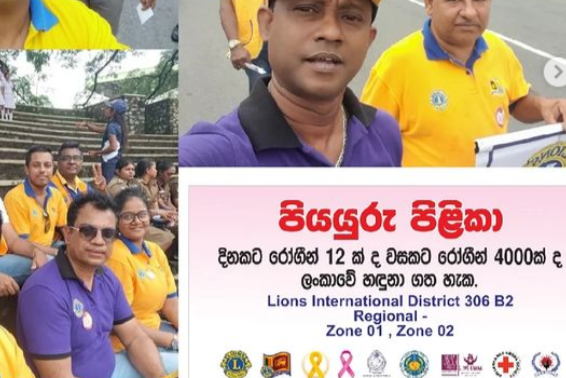 පියයුරු පිළිකා
දිනකට රෝගීන් 12 ක් ද වසකට රෝගීන් 4000ක් ද
ලංකාවේ හඳුනා ගත හැක.
Lions International District 306 B2
Regional -
Zone 01 , Zone 02